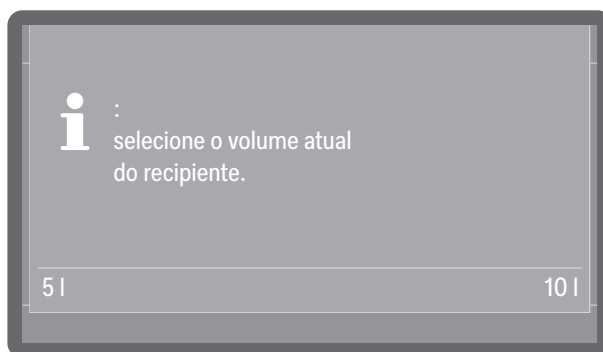 :
selecione o volume atual
do recipiente.
5 l 10 l